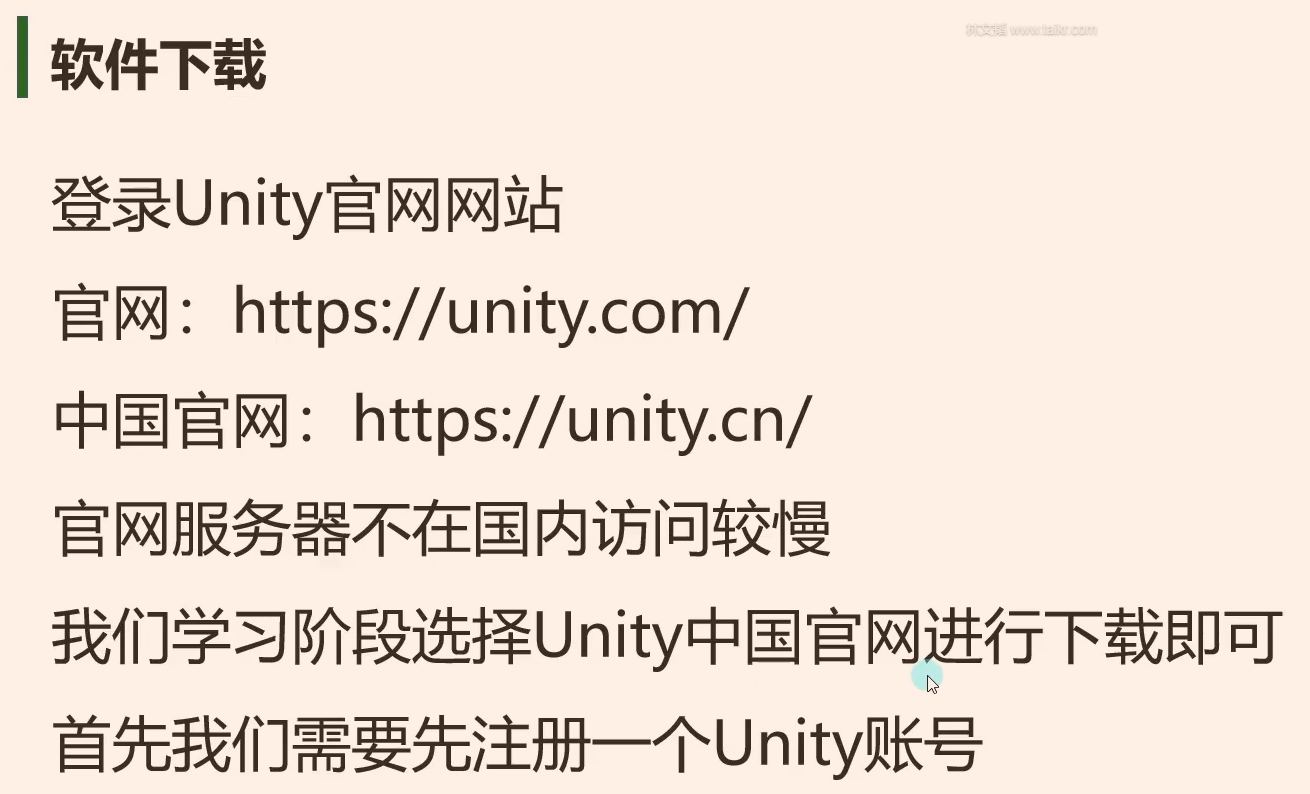 软件下载
www.taikr.com
登录Unity官网网站
官网：https://unity.com/
中国官网：https://unity.cn/
官网服务器不在国内访问较慢
我们学习阶段选择Unity中国官网进行下载即可
首先我们需要先注册一个Unity账号